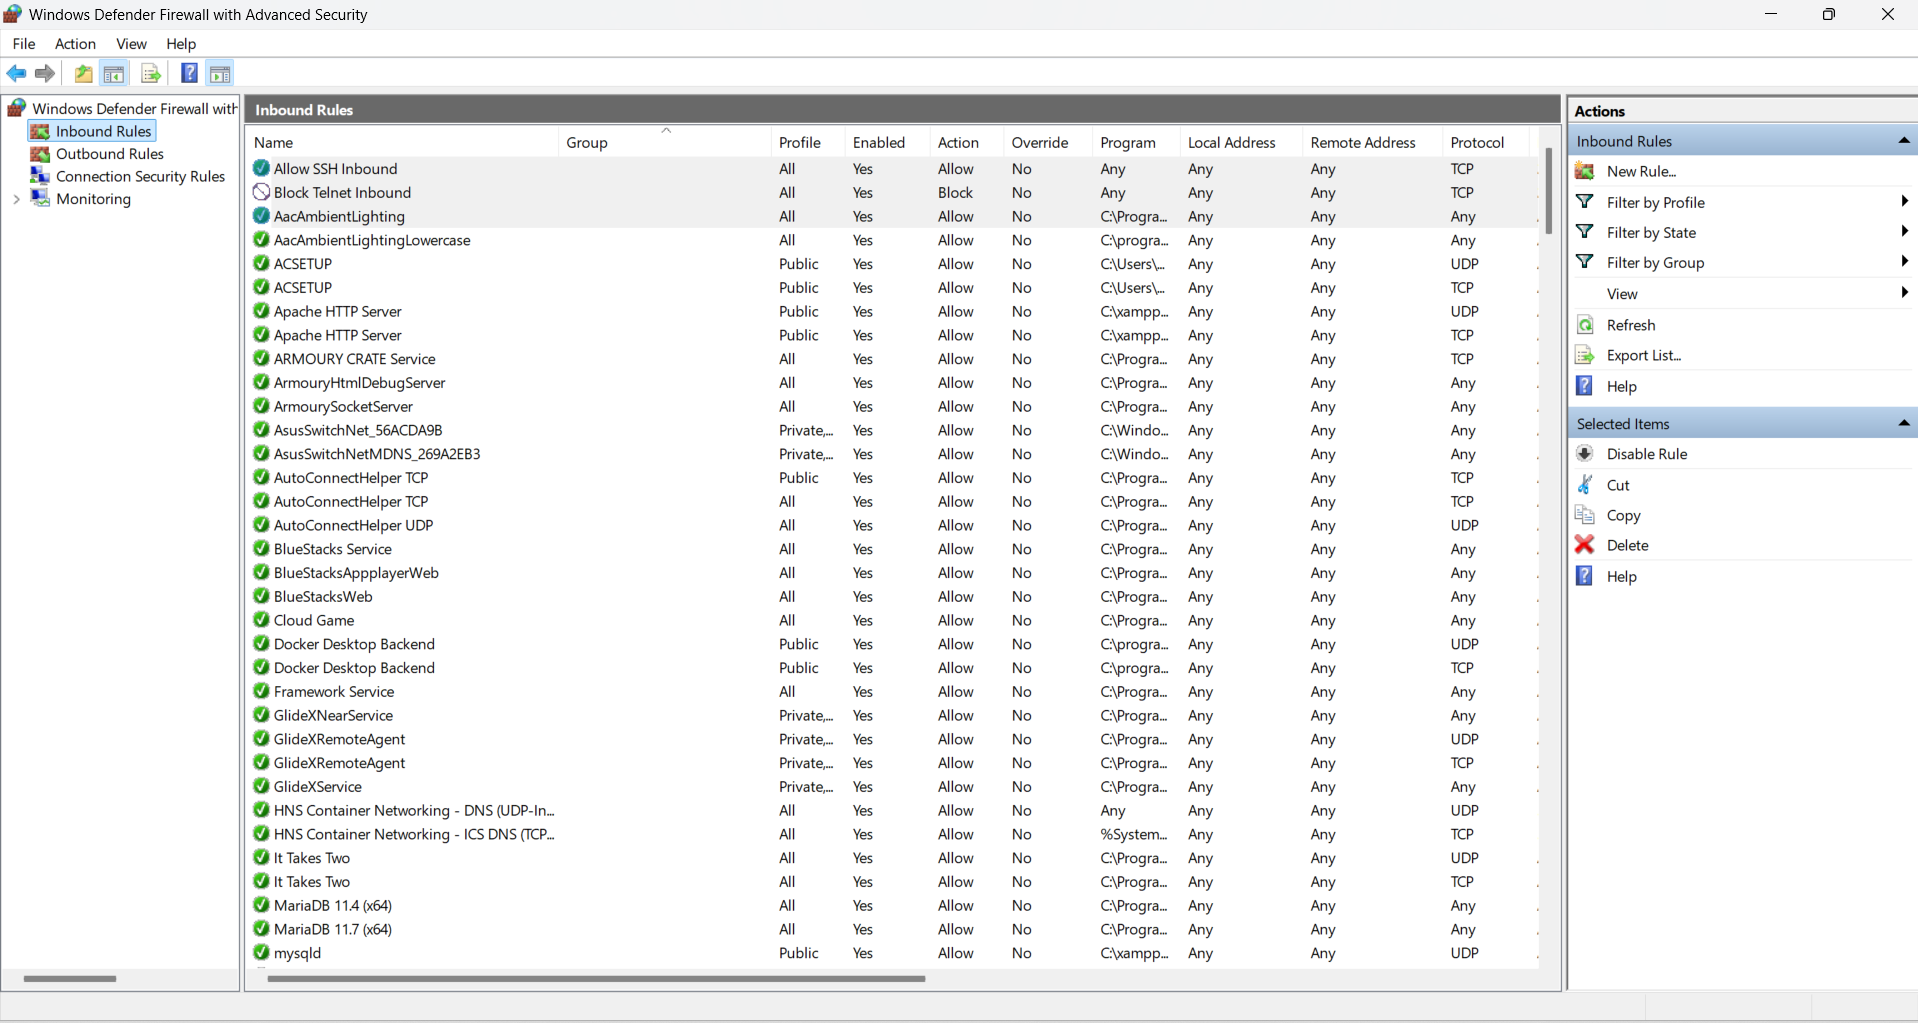 Windows Defender Firewall with Advanced Security
File Action View Help
Windows Defender Firewall with
Inbound Rules
Outbound Rules
Connection Security Rules
Monitoring
Inbound Rules
Name Group Profile Enabled Action Override Program Local Address Remote Address Protocol
Allow SSH Inbound All Yes Allow No Any Any Any TCP
Block Telnet Inbound All Yes Block No Any Any Any TCP
AacAmbientLighting All Yes Allow No C:\Progra... Any Any Any
AacAmbientLightingLowercase All Yes Allow No C:\progra... Any Any Any
ACSETUP Public Yes Allow No C:\Users\... Any Any UDP
ACSETUP Public Yes Allow No C:\Users\... Any Any TCP
Apache HTTP Server Public Yes Allow No C:\xampp... Any Any UDP
Apache HTTP Server Public Yes Allow No C:\xampp... Any Any TCP
ARMOURY CRATE Service All Yes Allow No C:\Progra... Any Any TCP
ArmouryHtmlDebugServer All Yes Allow No C:\Progra... Any Any Any
ArmourySocketServer All Yes Allow No C:\Progra... Any Any Any
AsusSwitchNet_56ACDA9B Private,... Yes Allow No C:\Windo... Any Any Any
AsusSwitchNetMDNS_269A2EB3 Private,... Yes Allow No C:\Windo... Any Any Any
AutoConnectHelper TCP Public Yes Allow No C:\Progra... Any Any TCP
AutoConnectHelper TCP All Yes Allow No C:\Progra... Any Any TCP
AutoConnectHelper UDP All Yes Allow No C:\Progra... Any Any UDP
BlueStacks Service All Yes Allow No C:\Progra... Any Any Any
BlueStacksAppplayerWeb All Yes Allow No C:\Progra... Any Any Any
BlueStacksWeb All Yes Allow No C:\Progra... Any Any Any
Cloud Game All Yes Allow No C:\Progra... Any Any Any
Docker Desktop Backend Public Yes Allow No C:\progra... Any Any UDP
Docker Desktop Backend Public Yes Allow No C:\progra... Any Any TCP
Framework Service All Yes Allow No C:\Progra... Any Any Any
GlideXNearService Private,... Yes Allow No C:\Progra... Any Any Any
GlideXRemoteAgent Private,... Yes Allow No C:\Progra... Any Any UDP
GlideXRemoteAgent Private,... Yes Allow No C:\Progra... Any Any TCP
GlideXService Private,... Yes Allow No C:\Progra... Any Any Any
HNS Container Networking - DNS (UDP-In... All Yes Allow No Any Any Any UDP
HNS Container Networking - ICS DNS (TCP... All Yes Allow No %System... Any Any TCP
It Takes Two All Yes Allow No C:\Progra... Any Any UDP
It Takes Two All Yes Allow No C:\Progra... Any Any TCP
MariaDB 11.4 (x64) All Yes Allow No C:\Progra... Any Any Any
MariaDB 11.7 (x64) All Yes Allow No C:\Progra... Any Any Any
mysqld Public Yes Allow No C:\xampp... Any Any UDP
Actions
Inbound Rules
New Rule...
Filter by Profile
Filter by State
Filter by Group
View
Refresh
Export List...
Help
Selected Items
Disable Rule
Cut
Copy
Delete
Help